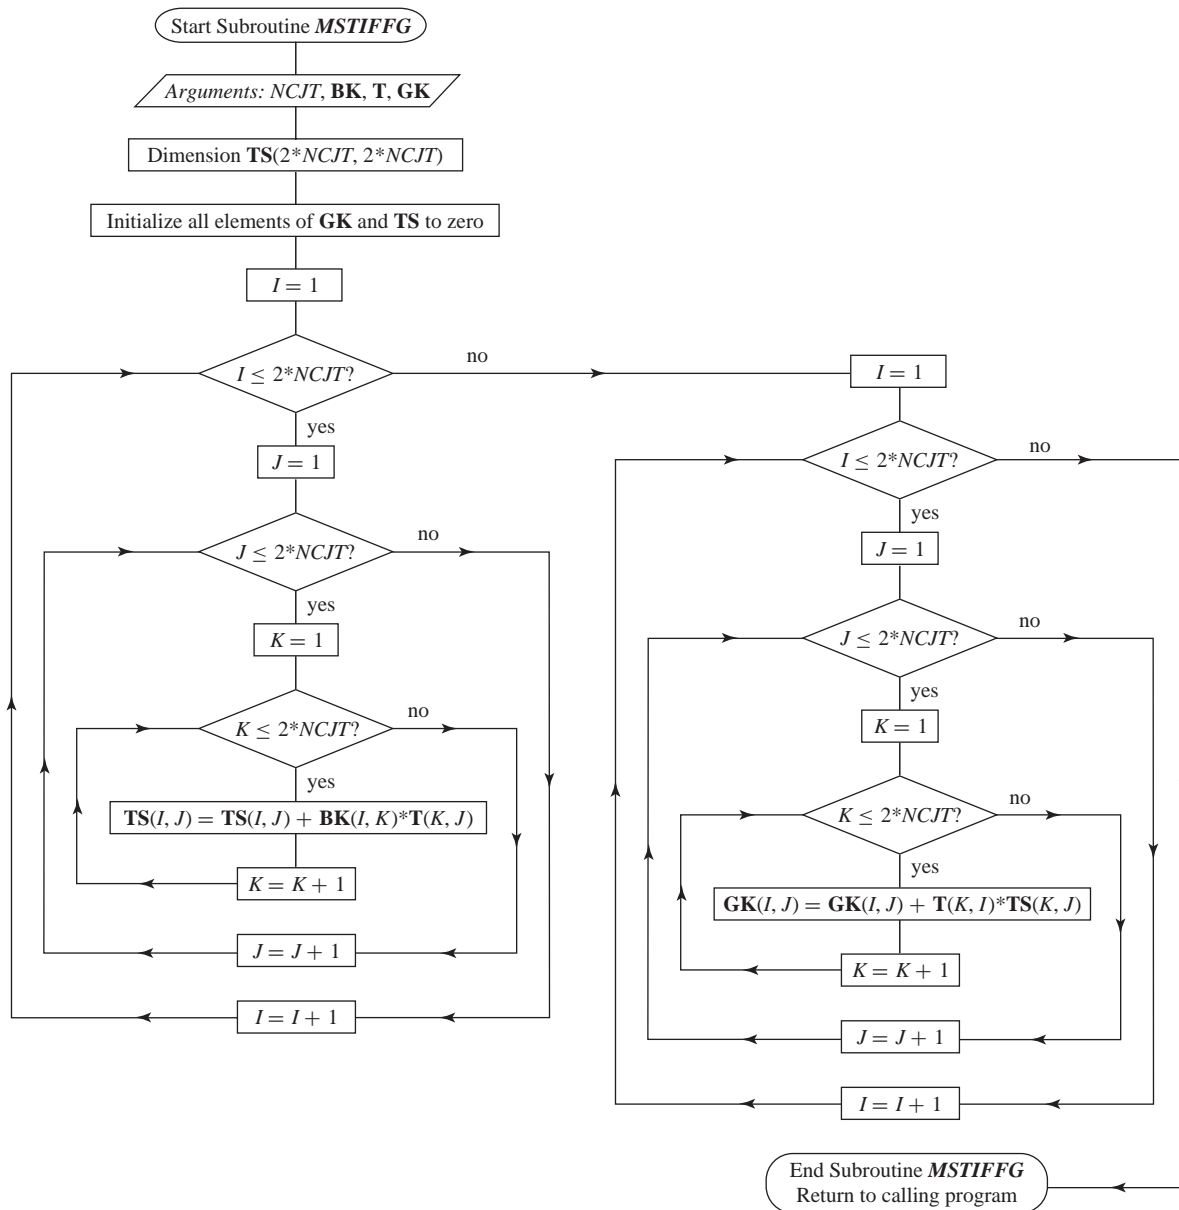 Start Subroutine MSTIFFG
Arguments: NCJT, BK, T, GK
Dimension TS(2*NCJT, 2*NCJT)
Initialize all elements of GK and TS to zero
I = 1
I ≤ 2*NCJT?
no
yes
J = 1
J ≤ 2*NCJT?
no
yes
K = 1
K ≤ 2*NCJT?
no
yes
TS(I, J) = TS(I, J) + BK(I, K)*T(K, J)
K = K + 1
J = J + 1
I = I + 1
I = 1
I ≤ 2*NCJT?
no
yes
J = 1
J ≤ 2*NCJT?
no
yes
K = 1
K ≤ 2*NCJT?
no
yes
GK(I, J) = GK(I, J) + T(K, I)*TS(K, J)
K = K + 1
J = J + 1
I = I + 1
End Subroutine MSTIFFG
Return to calling program